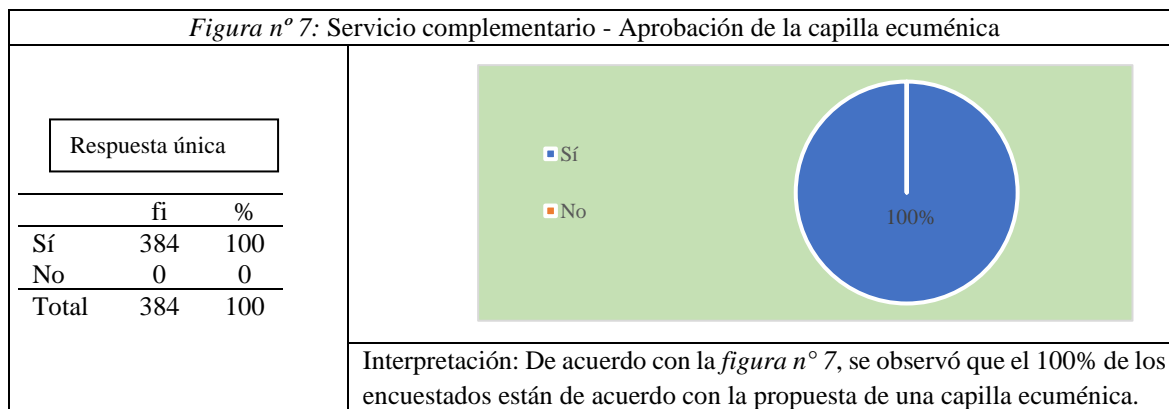 Figura nº 7: Servicio complementario - Aprobación de la capilla ecuménica
Respuesta única
fi %
Sí 384 100
No 0 0
Total 384 100
Sí
No
100%
Interpretación: De acuerdo con la figura n° 7, se observó que el 100% de los
encuestados están de acuerdo con la propuesta de una capilla ecuménica.